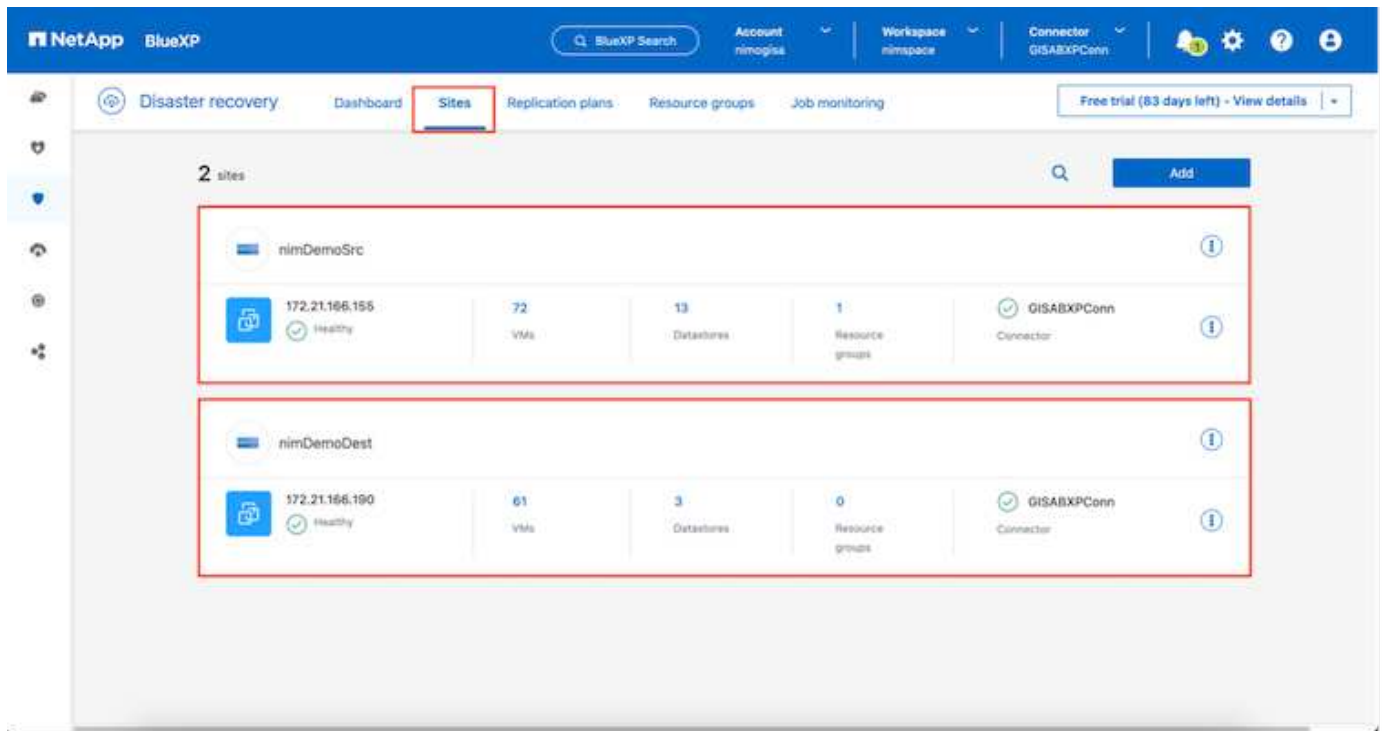 NetApp BlueXP
BlueXP Search
Account
nimogisa
Workspace
nimspace
Connector
GISABXPConn
1
Disaster recovery
Dashboard
Sites
Replication plans
Resource groups
Job monitoring
Free trial (83 days left) - View details
2 sites
Add
nimDemoSrc
172.21.166.155
Healthy
72
VMs
13
Datastores
1
Resource
groups
GISABXPConn
Connector
nimDemoDest
172.21.166.190
Healthy
61
VMs
3
Datastores
0
Resource
groups
GISABXPConn
Connector